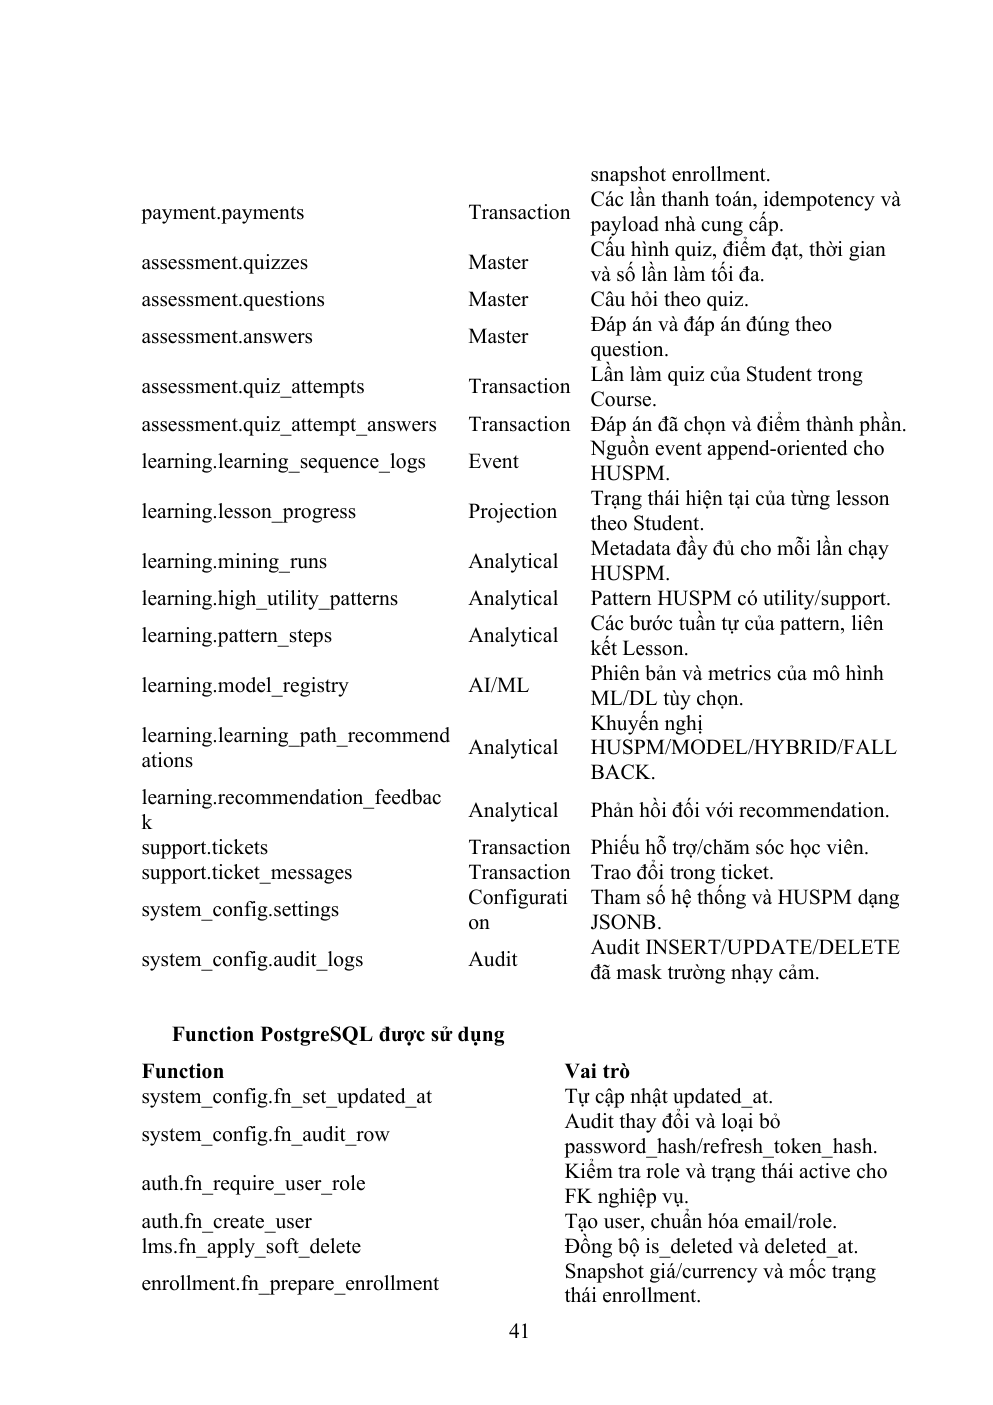 snapshot enrollment.
payment.payments Transaction Các lần thanh toán, idempotency và
payload nhà cung cấp.
assessment.quizzes Master Cấu hình quiz, điểm đạt, thời gian
và số lần làm tối đa.
assessment.questions Master Câu hỏi theo quiz.
assessment.answers Master Đáp án và đáp án đúng theo
question.
assessment.quiz_attempts Transaction Lần làm quiz của Student trong
Course.
assessment.quiz_attempt_answers Transaction Đáp án đã chọn và điểm thành phần.
learning.learning_sequence_logs Event Nguồn event append-oriented cho
HUSPM.
learning.lesson_progress Projection Trạng thái hiện tại của từng lesson
theo Student.
learning.mining_runs Analytical Metadata đầy đủ cho mỗi lần chạy
HUSPM.
learning.high_utility_patterns Analytical Pattern HUSPM có utility/support.
learning.pattern_steps Analytical Các bước tuần tự của pattern, liên
kết Lesson.
learning.model_registry AI/ML Phiên bản và metrics của mô hình
ML/DL tùy chọn.
learning.learning_path_recommend
ations Analytical Khuyến nghị
HUSPM/MODEL/HYBRID/FALL
BACK.
learning.recommendation_feedbac
k Analytical Phản hồi đối với recommendation.
support.tickets Transaction Phiếu hỗ trợ/chăm sóc học viên.
support.ticket_messages Transaction Trao đổi trong ticket.
system_config.settings Configurati
on Tham số hệ thống và HUSPM dạng
JSONB.
system_config.audit_logs Audit Audit INSERT/UPDATE/DELETE
đã mask trường nhạy cảm.
Function PostgreSQL được sử dụng
Function Vai trò
system_config.fn_set_updated_at Tự cập nhật updated_at.
system_config.fn_audit_row Audit thay đổi và loại bỏ
password_hash/refresh_token_hash.
auth.fn_require_user_role Kiểm tra role và trạng thái active cho
FK nghiệp vụ.
auth.fn_create_user Tạo user, chuẩn hóa email/role.
lms.fn_apply_soft_delete Đồng bộ is_deleted và deleted_at.
enrollment.fn_prepare_enrollment Snapshot giá/currency và mốc trạng
thái enrollment.
41